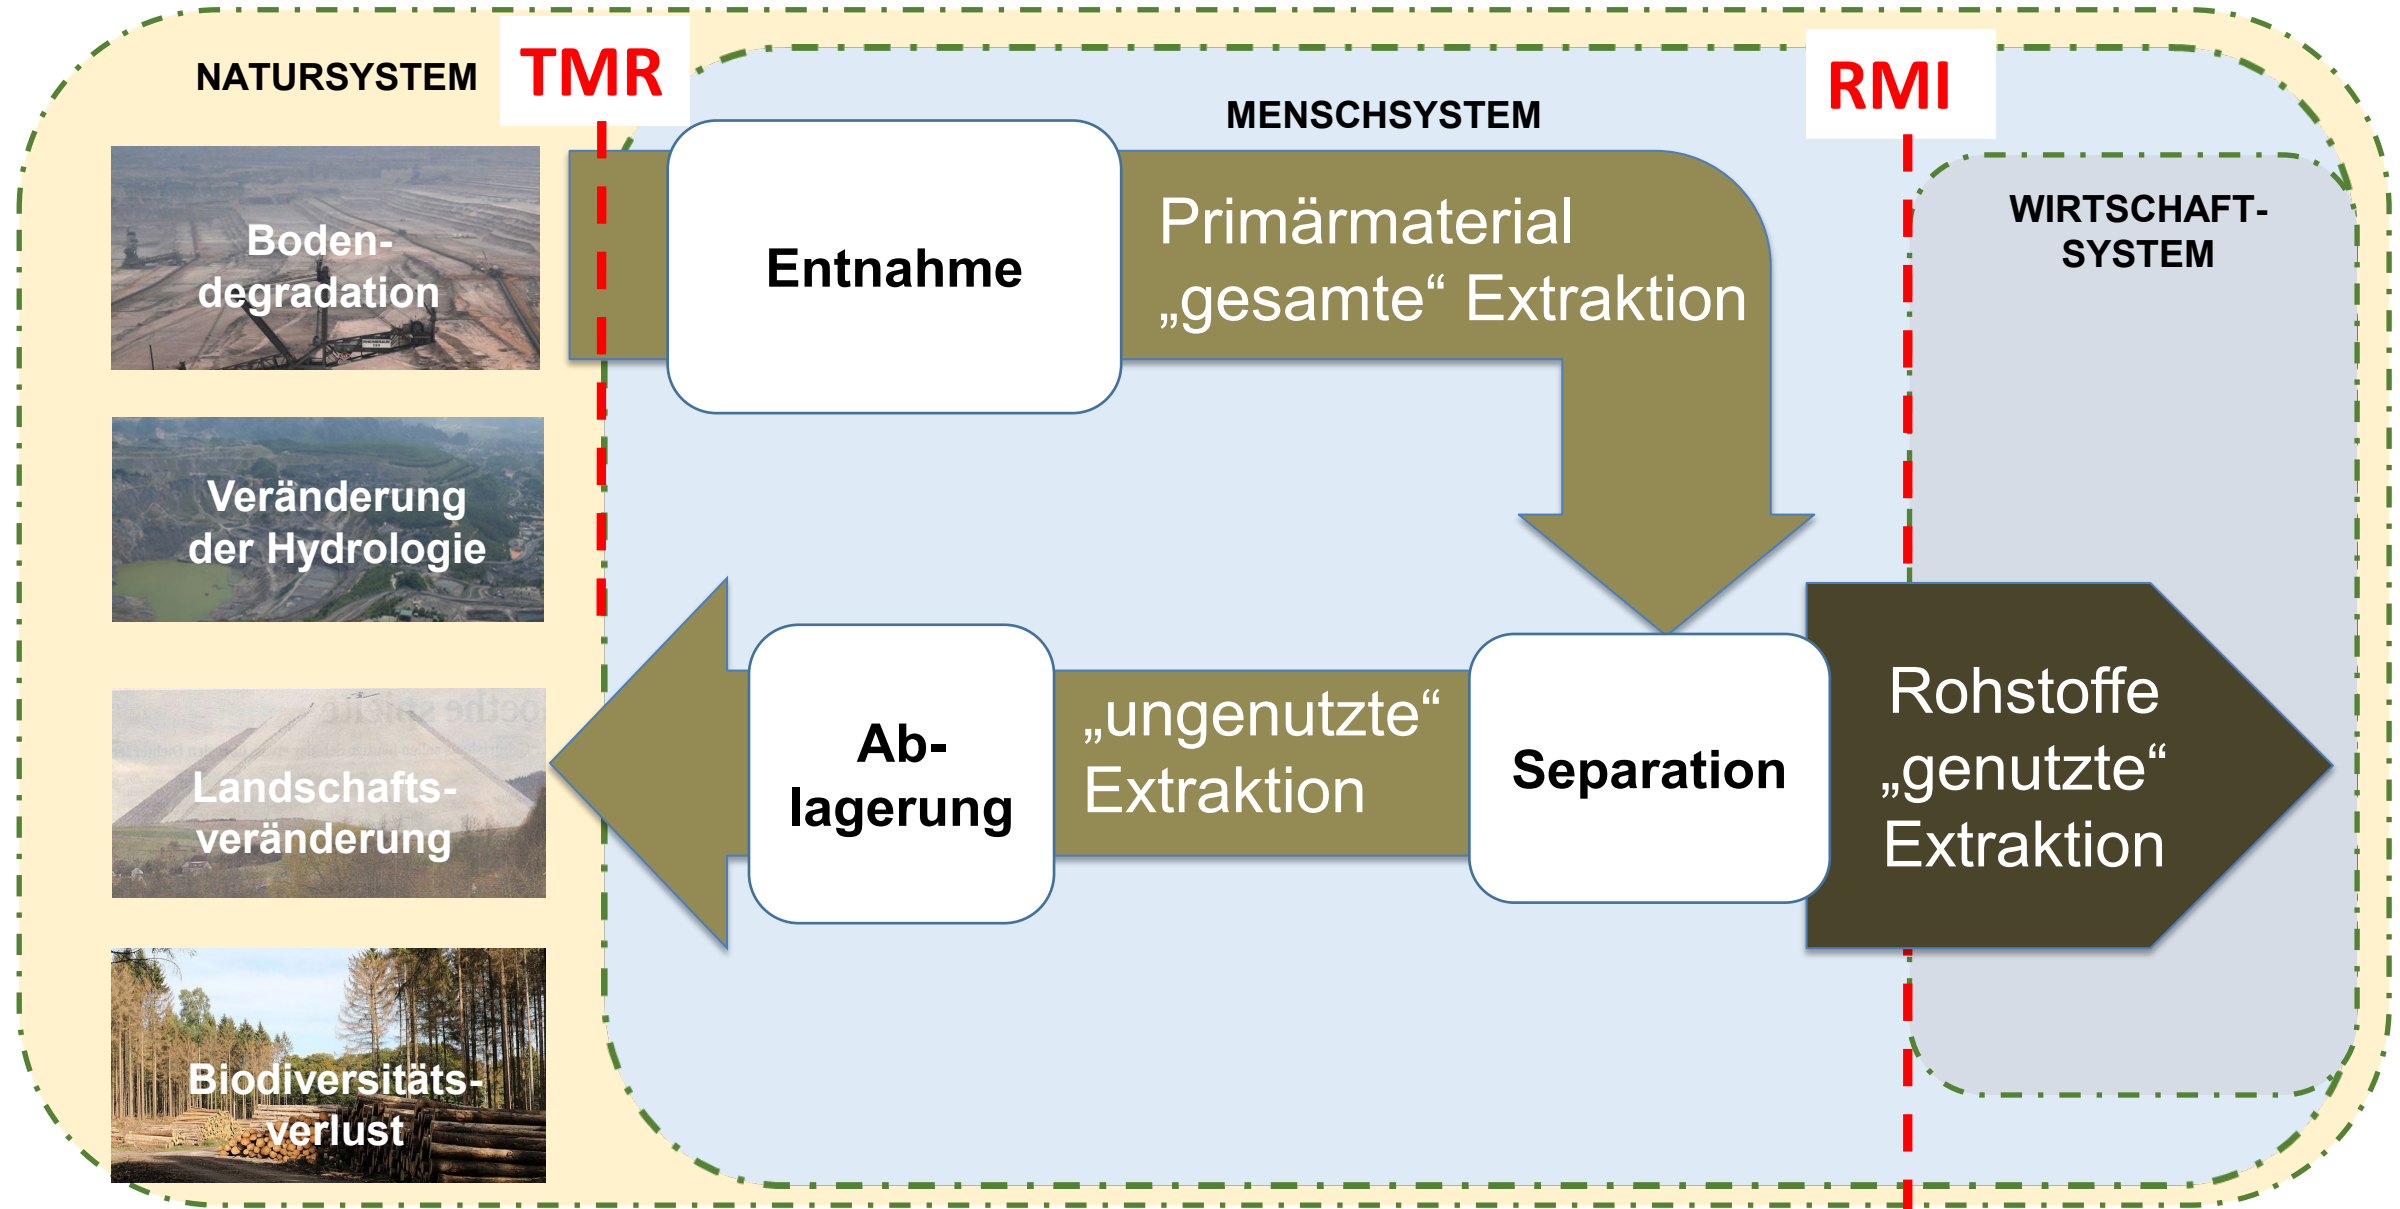 NATURSYSTEM
TMR
MENSCHSYSTEM
RMI
WIRTSCHAFT-
SYSTEM
Boden-
degradation
Entnahme
Primärmaterial
„gesamte“ Extraktion
Veränderung
der Hydrologie
Landschafts-
veränderung
Ab-
lagerung
„ungenutzte“
Extraktion
Separation
Rohstoffe
„genutzte“
Extraktion
Biodiversitäts-
verlust